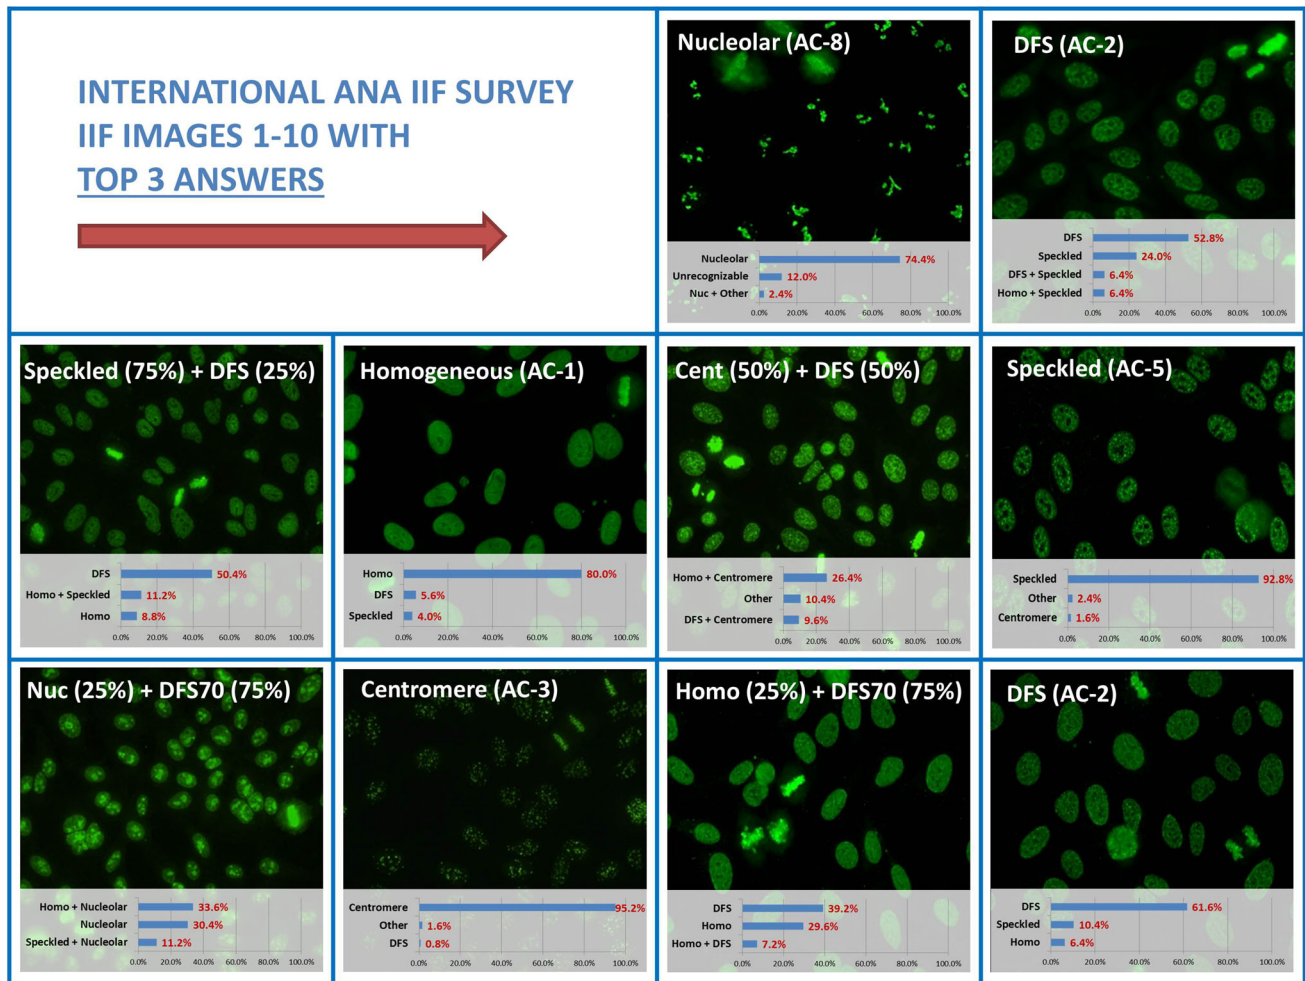 INTERNATIONAL ANA IIF SURVEY
IIF IMAGES 1-10 WITH
TOP 3 ANSWERS
Nucleolar (AC-8)
Nucleolar 74.4%
Unrecognizable 12.0%
Nuc + Other 2.4%
0.0% 20.0% 40.0% 60.0% 80.0% 100.0%
DFS (AC-2)
DFS 52.8%
Speckled 24.0%
DFS + Speckled 6.4%
Homo + Speckled 6.4%
0.0% 20.0% 40.0% 60.0% 80.0% 100.0%
Speckled (75%) + DFS (25%)
DFS 50.4%
Homo + Speckled 11.2%
Homo 8.8%
0.0% 20.0% 40.0% 60.0% 80.0% 100.0%
Homogeneous (AC-1)
Homo 80.0%
DFS 5.6%
Speckled 4.0%
0.0% 20.0% 40.0% 60.0% 80.0% 100.0%
Cent (50%) + DFS (50%)
Homo + Centromere 26.4%
Other 10.4%
DFS + Centromere 9.6%
0.0% 20.0% 40.0% 60.0% 80.0% 100.0%
Speckled (AC-5)
Speckled 92.8%
Other 2.4%
Centromere 1.6%
0.0% 20.0% 40.0% 60.0% 80.0% 100.0%
Nuc (25%) + DFS70 (75%)
Homo + Nucleolar 33.6%
Nucleolar 30.4%
Speckled + Nucleolar 11.2%
0.0% 20.0% 40.0% 60.0% 80.0% 100.0%
Centromere (AC-3)
Centromere 95.2%
Other 1.6%
DFS 0.8%
0.0% 20.0% 40.0% 60.0% 80.0% 100.0%
Homo (25%) + DFS70 (75%)
DFS 39.2%
Homo 29.6%
Homo + DFS 7.2%
0.0% 20.0% 40.0% 60.0% 80.0% 100.0%
DFS (AC-2)
DFS 61.6%
Speckled 10.4%
Homo 6.4%
0.0% 20.0% 40.0% 60.0% 80.0% 100.0%